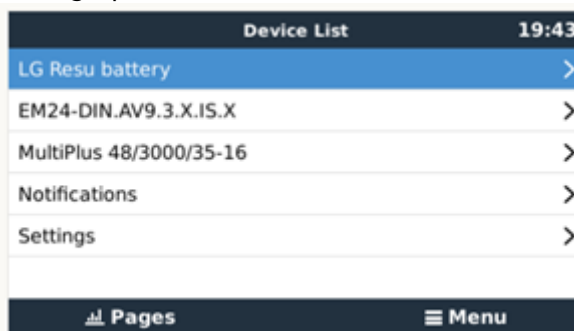 Device List 19:43
LG Resu battery
EM24-DIN.AV9.3.X.IS.X
MultiPlus 48/3000/35-16
Notifications
Settings
Pages Menu